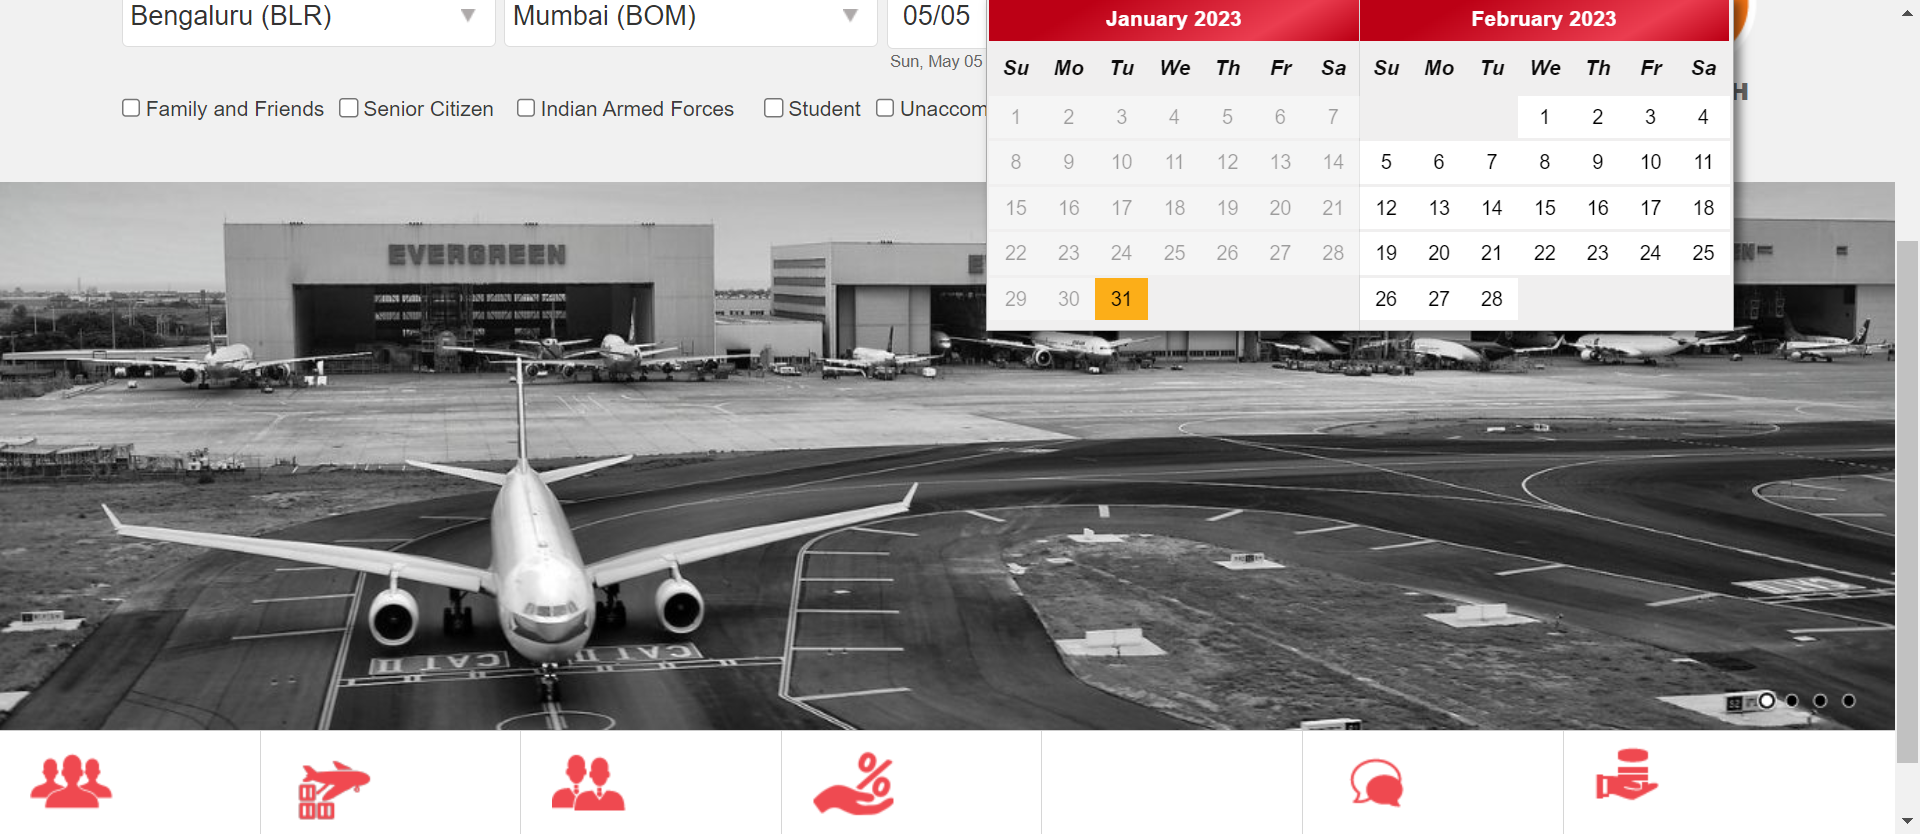 Bengaluru (BLR)
Mumbai (BOM)
05/05
Sun, May 05
Family and Friends
Senior Citizen
Indian Armed Forces
Student
Unaccom
H
January 2023
Su Mo Tu We Th Fr Sa
1 2 3 4 5 6 7
8 9 10 11 12 13 14
15 16 17 18 19 20 21
22 23 24 25 26 27 28
29 30 31
February 2023
Su Mo Tu We Th Fr Sa
1 2 3 4
5 6 7 8 9 10 11
12 13 14 15 16 17 18
19 20 21 22 23 24 25
26 27 28
EVERGREEN
CAT II CAT II
%